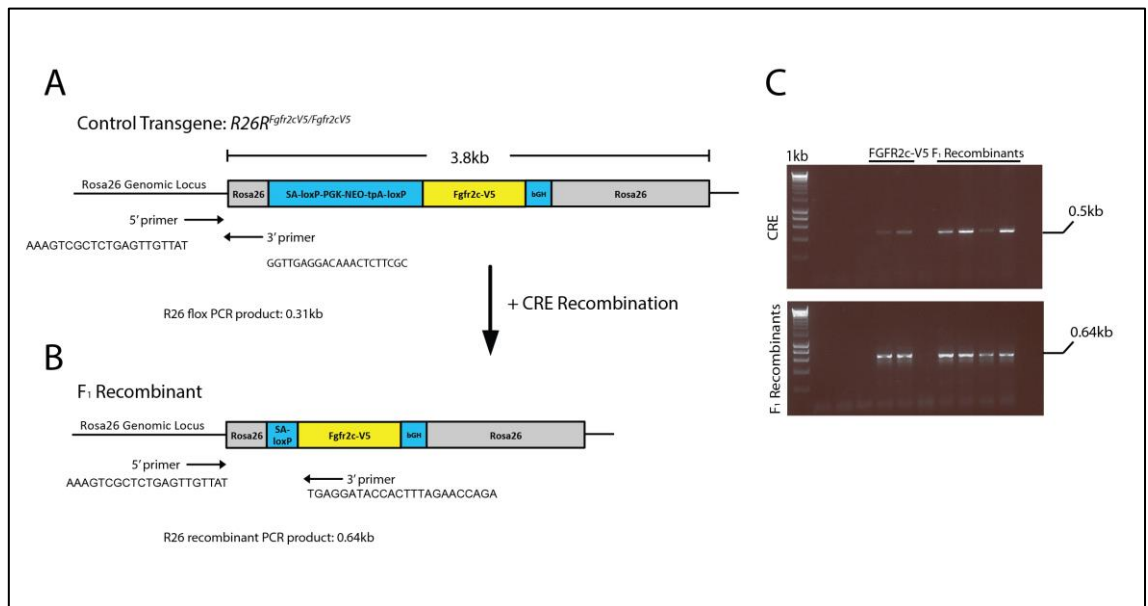 A
Control Transgene: R26R^Fgfr2cV5/Fgfr2cV5
3.8kb
Rosa26 Genomic Locus
Rosa26
SA-loxP-PGK-NEO-tpA-loxP
Fgfr2c-V5
bGH
Rosa26
5' primer
AAAGTCGCTCTGAGTTGTTAT
3' primer
GGTTGAGGACAAACTCTTCGC
R26 flox PCR product: 0.31kb
+ CRE Recombination
B
F₁ Recombinant
Rosa26 Genomic Locus
Rosa26
SA-
loxP
Fgfr2c-V5
bGH
Rosa26
5' primer
AAAGTCGCTCTGAGTTGTTAT
3' primer
TGAGGATACCACTTTAGAACCAGA
R26 recombinant PCR product: 0.64kb
C
1kb
FGFR2c-V5
F₁ Recombinants
CRE
0.5kb
F₁ Recombinants
0.64kb